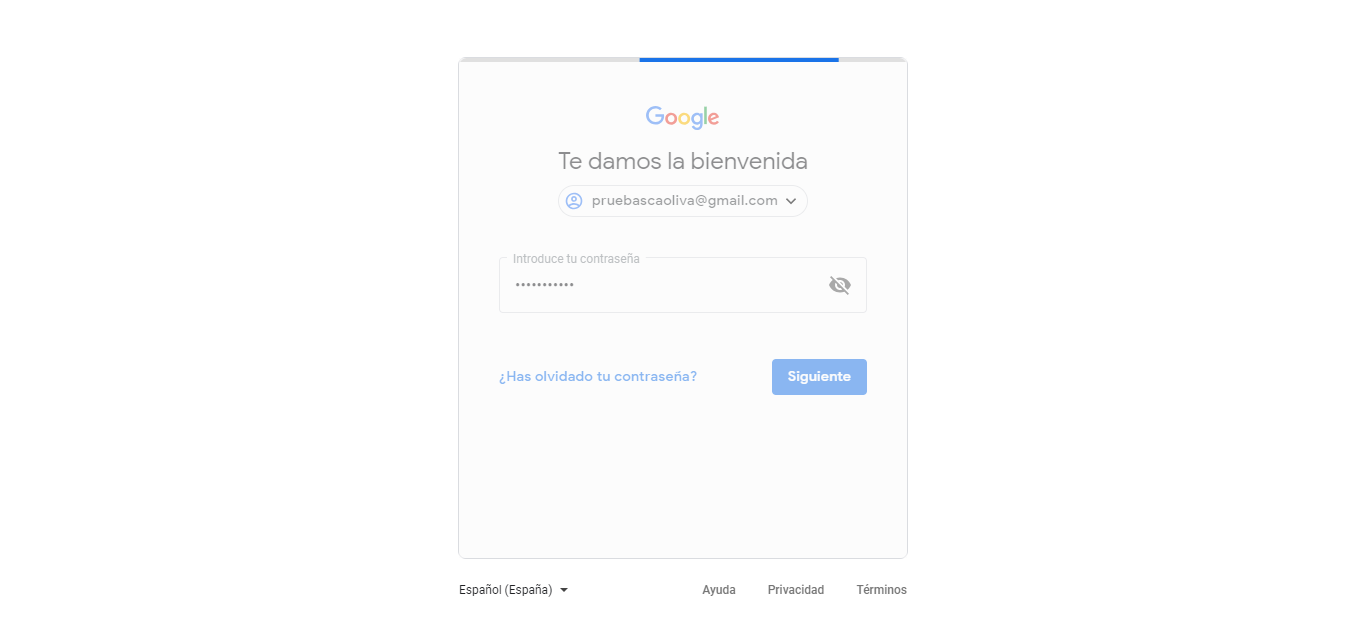 Google
Te damos la bienvenida
pruebascaoliva@gmail.com
Introduce tu contraseña
•••••••••••
¿Has olvidado tu contraseña? Siguiente
Español (España) Ayuda Privacidad Términos